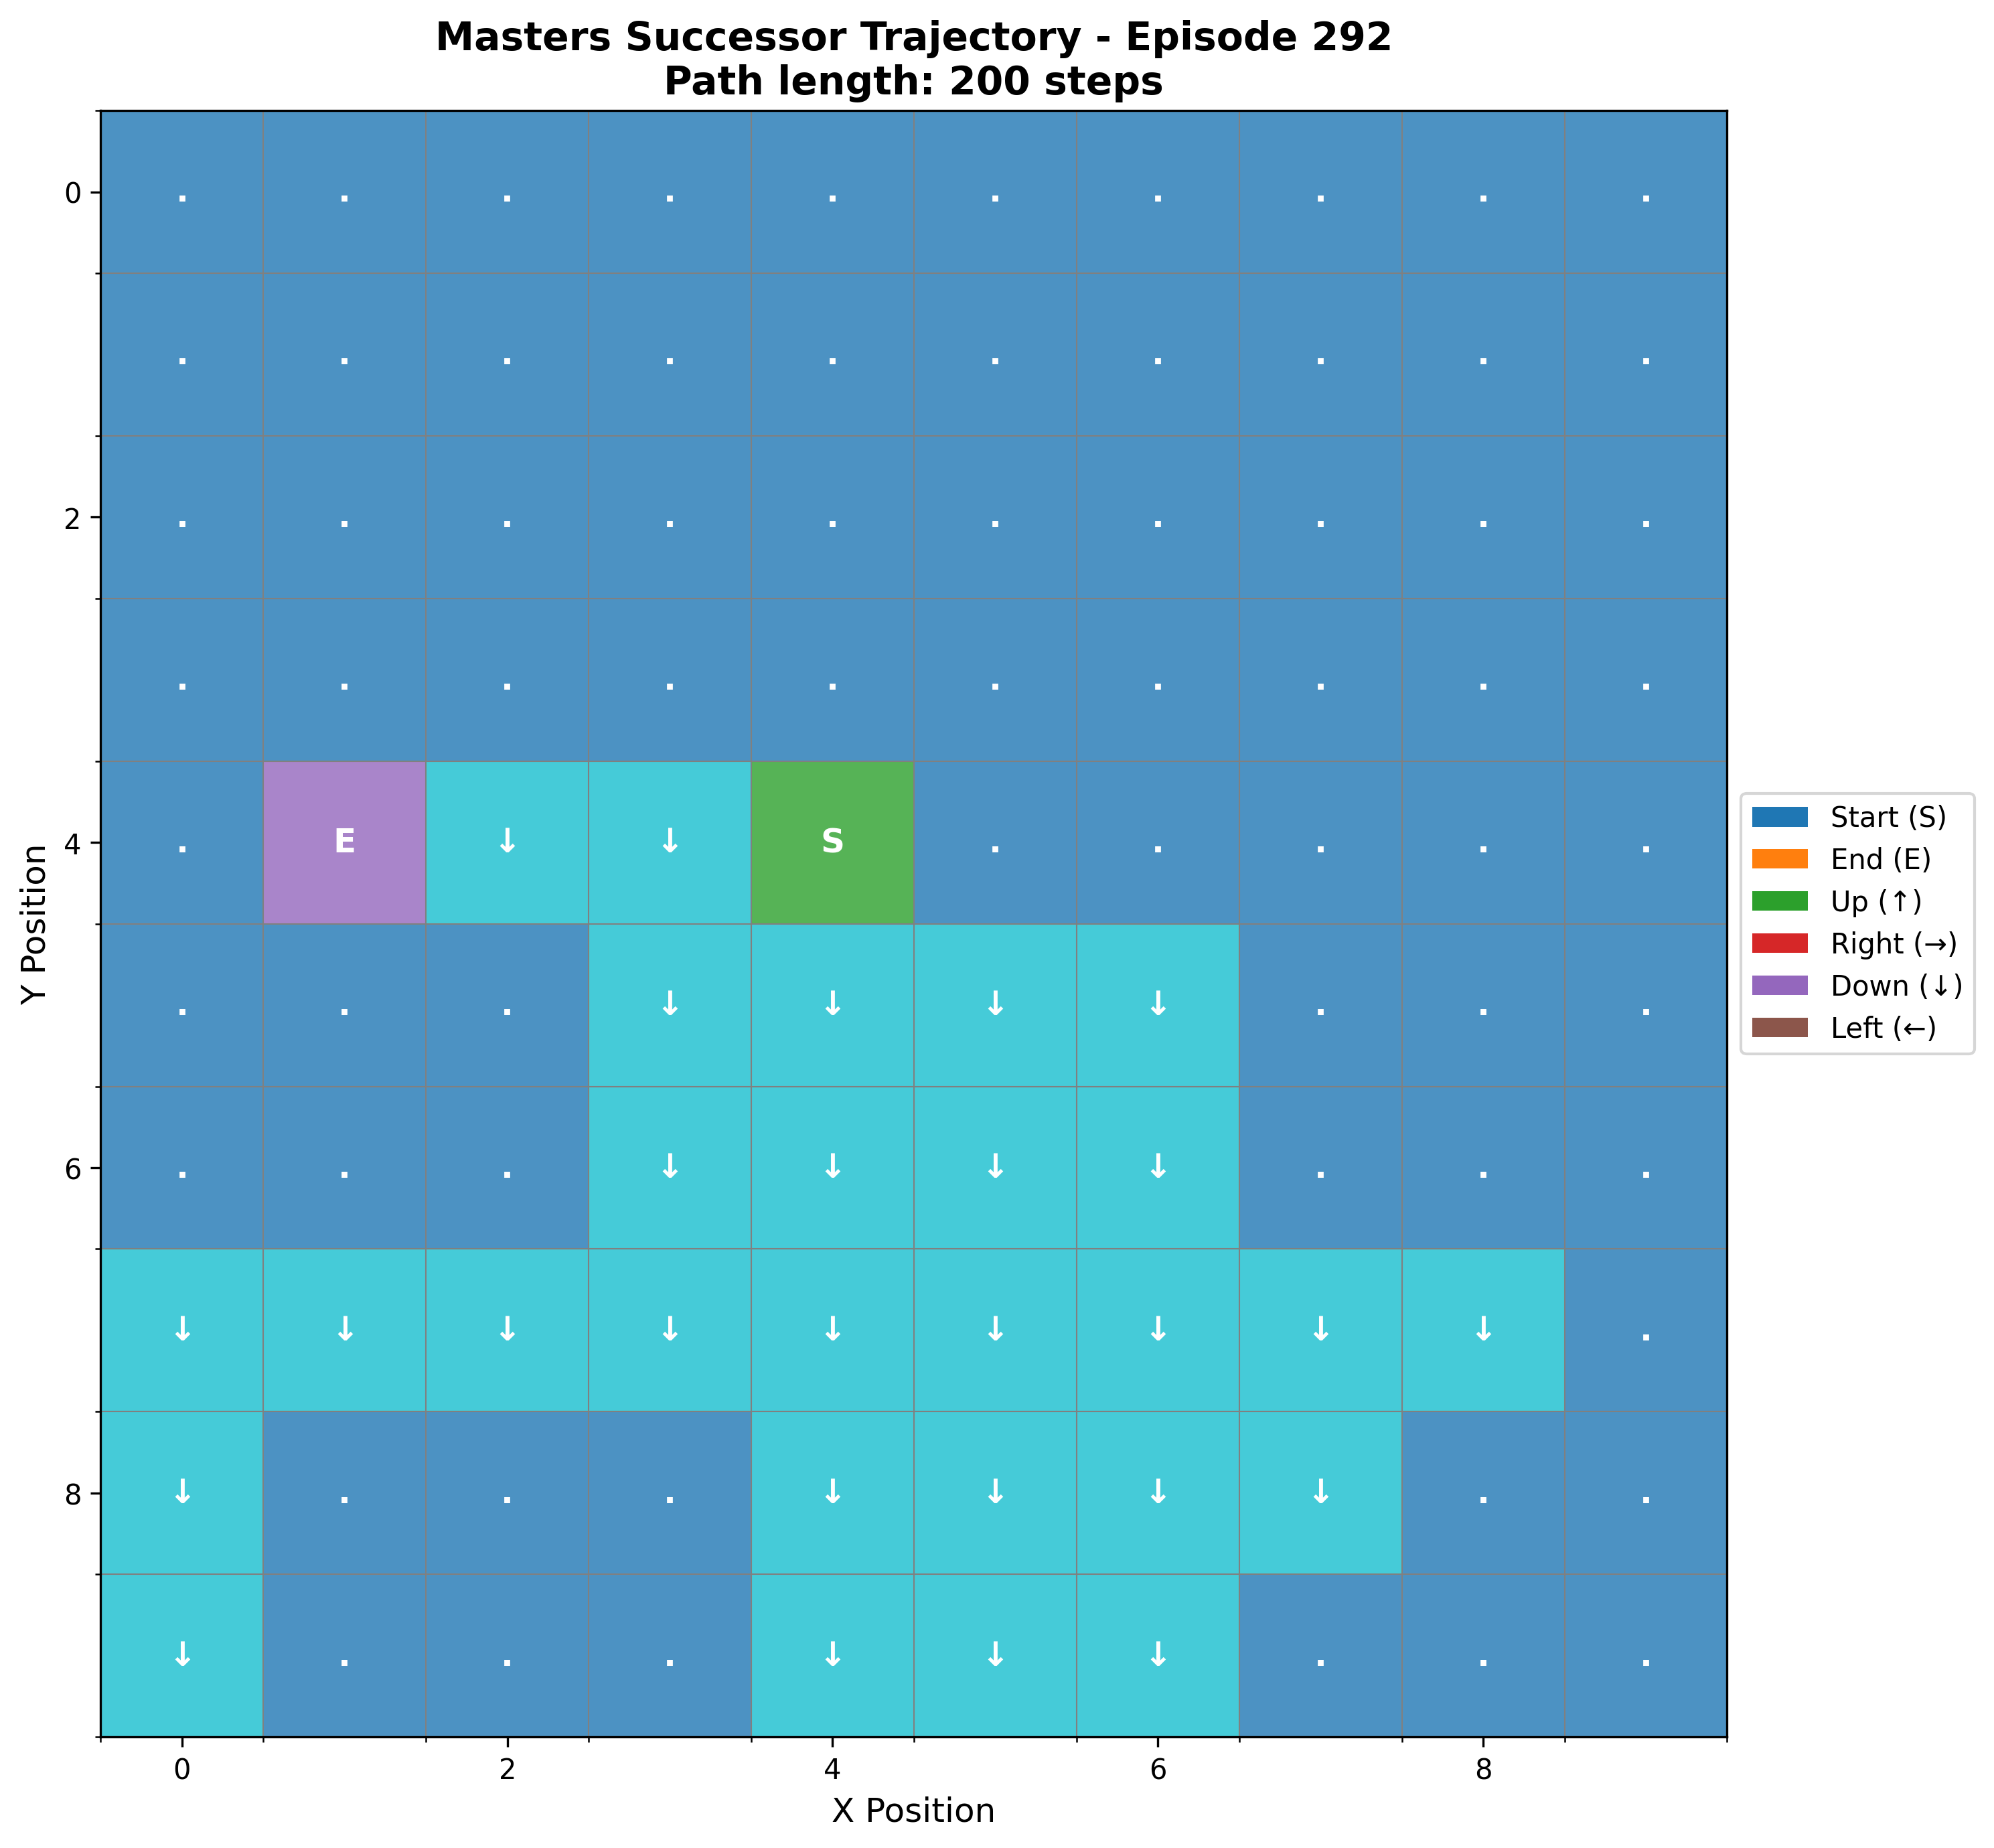 Masters Successor Trajectory - Episode 292
Path length: 200 steps
0 . . . . . . . . . .
. . . . . . . . . .
2 . . . . . . . . . .
. . . . . . . . . .
4 . E ↓ ↓ S . . . . .
. . . ↓ ↓ ↓ ↓ . . .
6 . . . ↓ ↓ ↓ ↓ . . .
↓ ↓ ↓ ↓ ↓ ↓ ↓ ↓ ↓ .
8 ↓ . . . ↓ ↓ ↓ ↓ . .
↓ . . . ↓ ↓ ↓ . . .
0 2 4 6 8
X Position
Y Position
Start (S)
End (E)
Up (↑)
Right (→)
Down (↓)
Left (←)